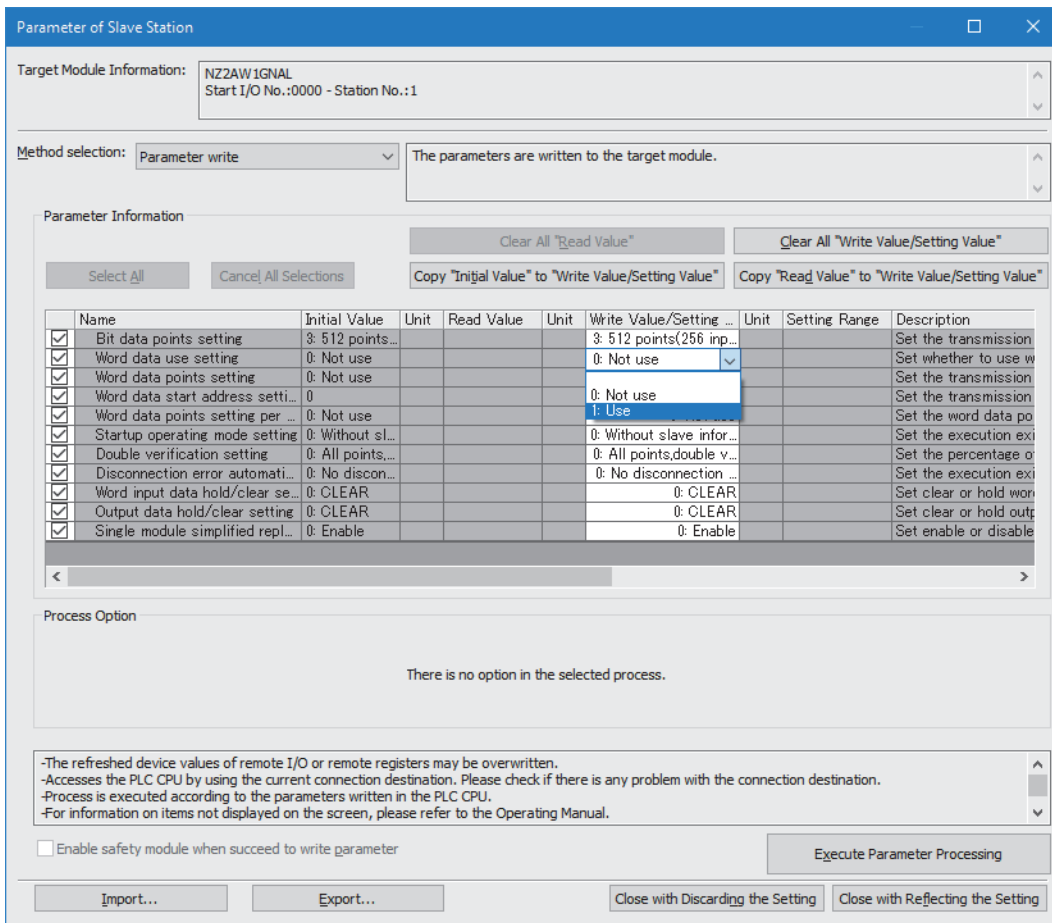 Parameter of Slave Station
Target Module Information:
NZ2AW1GNAL
Start I/O No.:0000 - Station No.:1
Method selection:
Parameter write
The parameters are written to the target module.
Parameter Information
Clear All "Read Value"
Clear All "Write Value/Setting Value"
Select All
Cancel All Selections
Copy "Initial Value" to "Write Value/Setting Value"
Copy "Read Value" to "Write Value/Setting Value"
Name Initial Value Unit Read Value Unit Write Value/Setting ... Unit Setting Range Description
Bit data points setting 3: 512 points... 3: 512 points(256 inp... Set the transmission
Word data use setting 0: Not use 0: Not use Set whether to use w
Word data points setting 0: Not use Set the transmission
Word data start address setti... 0 0: Not use Set the transmission
Word data points setting per ... 0: Not use 1: Use Set the word data po
Startup operating mode setting 0: Without sl... 0: Without slave infor... Set the execution exi
Double verification setting 0: All points,... 0: All points,double v... Set the percentage o
Disconnection error automati... 0: No discon... 0: No disconnection ... Set the execution exi
Word input data hold/clear se... 0: CLEAR 0: CLEAR Set clear or hold wor
Output data hold/clear setting 0: CLEAR 0: CLEAR Set clear or hold outp
Single module simplified repl... 0: Enable 0: Enable Set enable or disable
Process Option
There is no option in the selected process.
-The refreshed device values of remote I/O or remote registers may be overwritten.
-Accesses the PLC CPU by using the current connection destination. Please check if there is any problem with the connection destination.
-Process is executed according to the parameters written in the PLC CPU.
-For information on items not displayed on the screen, please refer to the Operating Manual.
Enable safety module when succeed to write parameter
Execute Parameter Processing
Import...
Export...
Close with Discarding the Setting
Close with Reflecting the Setting